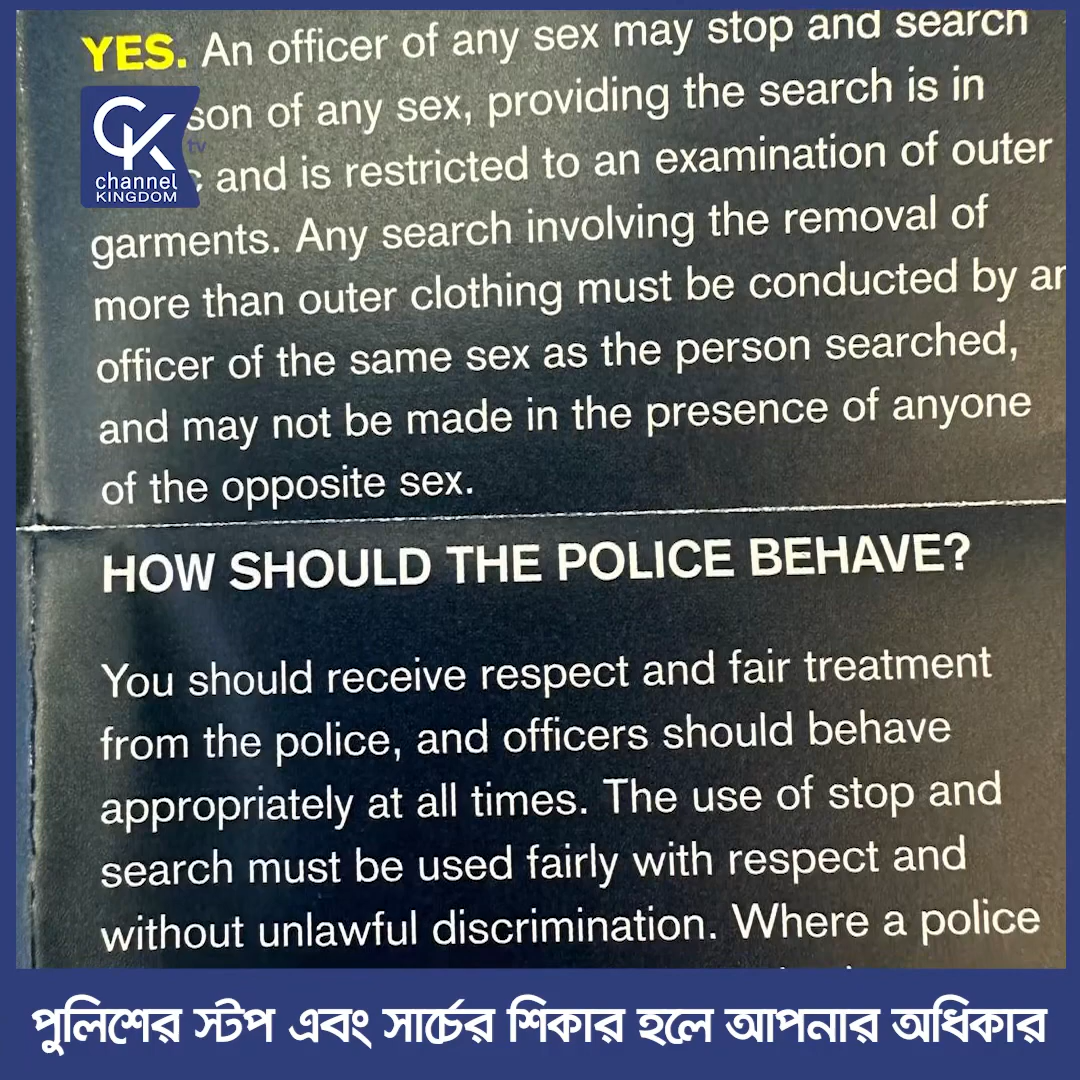 YES. An officer of any sex may stop and search
son of any sex, providing the search is in
and is restricted to an examination of outer
garments. Any search involving the removal of
more than outer clothing must be conducted by an
officer of the same sex as the person searched,
and may not be made in the presence of anyone
of the opposite sex.
HOW SHOULD THE POLICE BEHAVE?
You should receive respect and fair treatment
from the police, and officers should behave
appropriately at all times. The use of stop and
search must be used fairly with respect and
without unlawful discrimination. Where a police
CK
tv
channel
KINGDOM
পুলিশের স্টপ এবং সার্চের শিকার হলে আপনার অধিকার